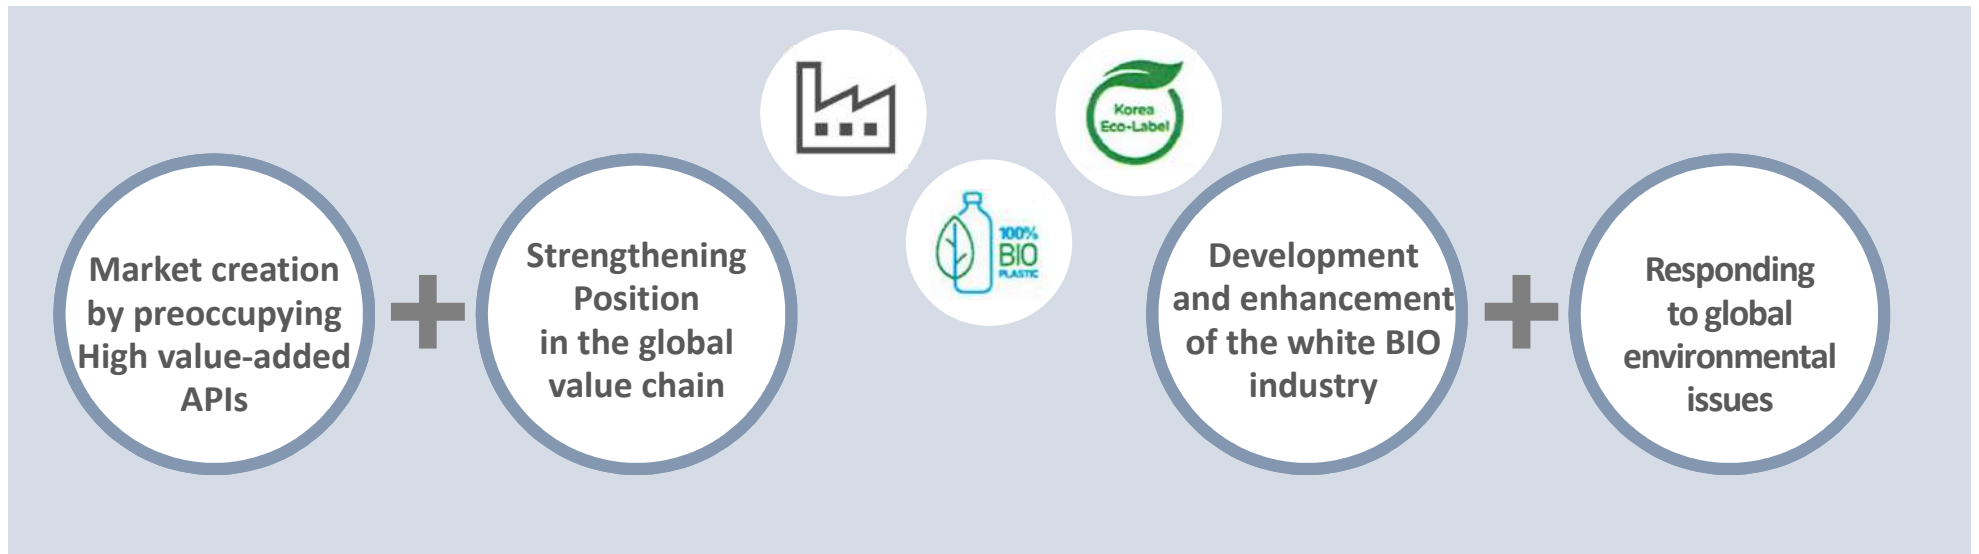 Market creation
by preoccupying
High value-added
APIs
Strengthening
Position
in the global
value chain
Korea
Eco-Label
100%
BIO
PLASTIC
Development
and enhancement
of the white BIO
industry
Responding
to global
environmental
issues